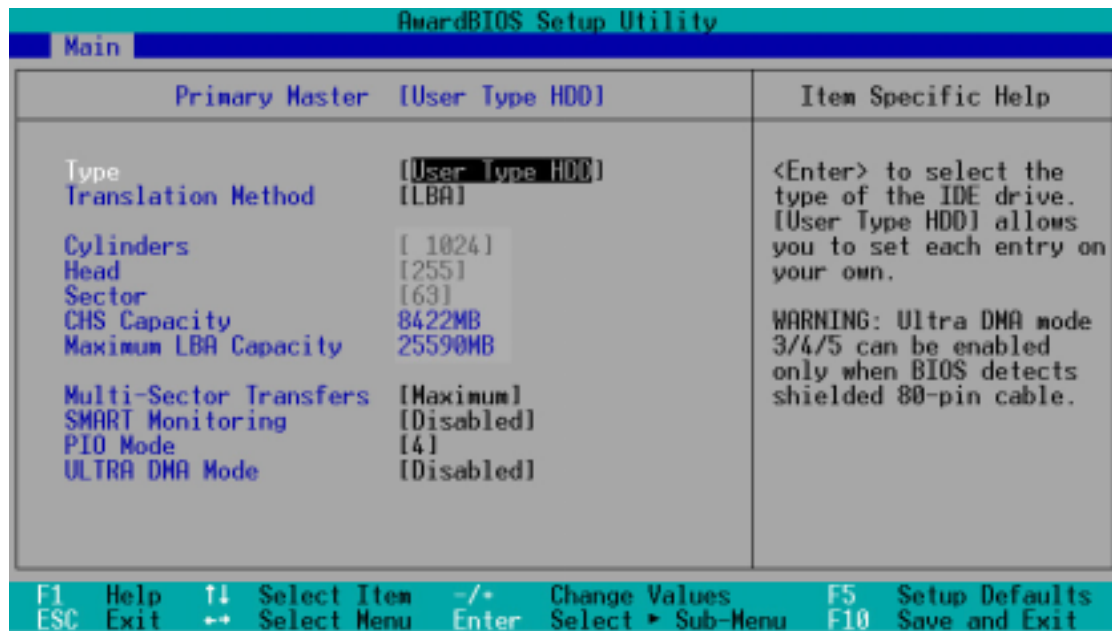 AwardBIOS Setup Utility
Main
Primary Master [User Type HDD]
Item Specific Help
Type [User Type HDD]
Translation Method [LBA]
Cylinders [ 1024]
Head [255]
Sector [63]
CHS Capacity 8422MB
Maximum LBA Capacity 25590MB
Multi-Sector Transfers [Maximum]
SMART Monitoring [Disabled]
PIO Mode [4]
ULTRA DMA Mode [Disabled]
<Enter> to select the
type of the IDE drive.
[User Type HDD] allows
you to set each entry on
your own.
WARNING: Ultra DMA mode
3/4/5 can be enabled
only when BIOS detects
shielded 80-pin cable.
F1 Help ↑↓ Select Item -/+ Change Values F5 Setup Defaults
ESC Exit ←→ Select Menu Enter Select ► Sub-Menu F10 Save and Exit